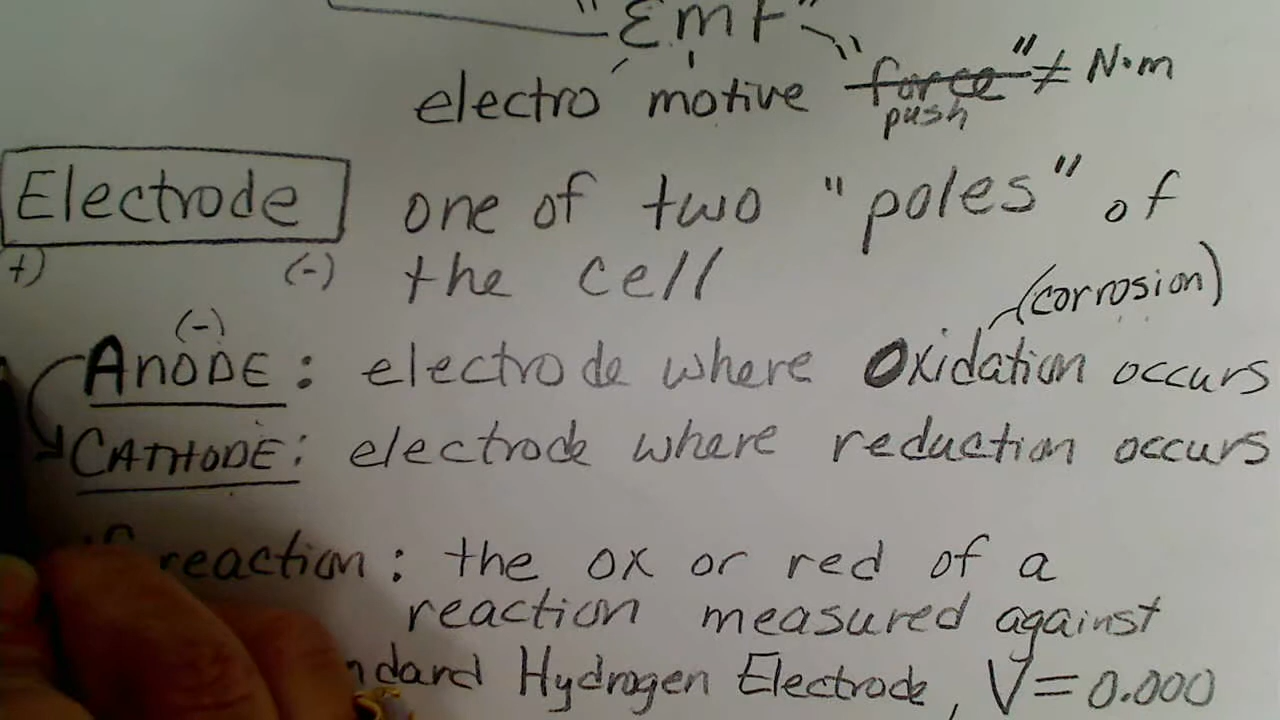 "Emf"
electro motive "force" ≠ N·m
push
Electrode one of two "poles" of
+) (-) the cell
(corrosion)
(-)
ANODE: electrode where Oxidation occurs
CATHODE: electrode where reduction occurs
reaction: the ox or red of a
reaction measured against
ndard Hydrogen Electrode, V=0.000